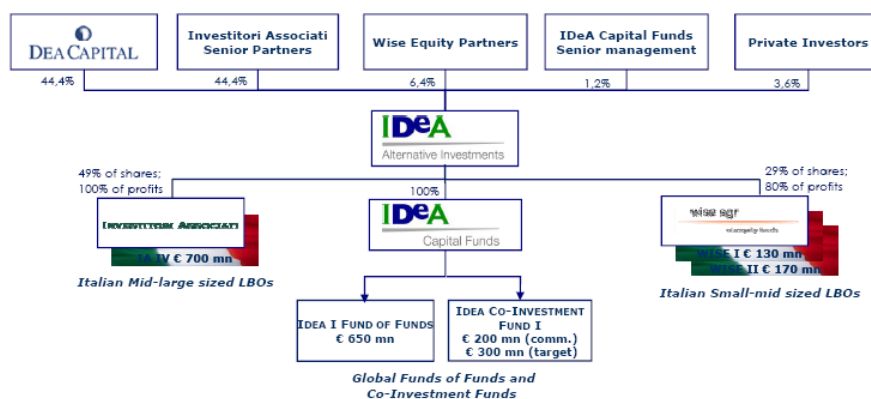 DEA CAPITAL
Investitori Associati
Senior Partners
Wise Equity Partners
IDeA Capital Funds
Senior management
Private Investors
44,4%
44,4%
6,4%
1,2%
3,6%
IDeA
Alternative Investments
49% of shares;
100% of profits
100%
29% of shares;
80% of profits
INVESTITORI ASSOCIATI
IA IV € 700 mn
Italian Mid-large sized LBOs
IDeA
Capital Funds
wise sgr
WISE I € 130 mn
WISE II € 170 mn
Italian Small-mid sized LBOs
IDEA I FUND OF FUNDS
€ 650 mn
IDEA CO-INVESTMENT
FUND I
€ 200 mn (comm.)
€ 300 mn (target)
Global Funds of Funds and
Co-Investment Funds